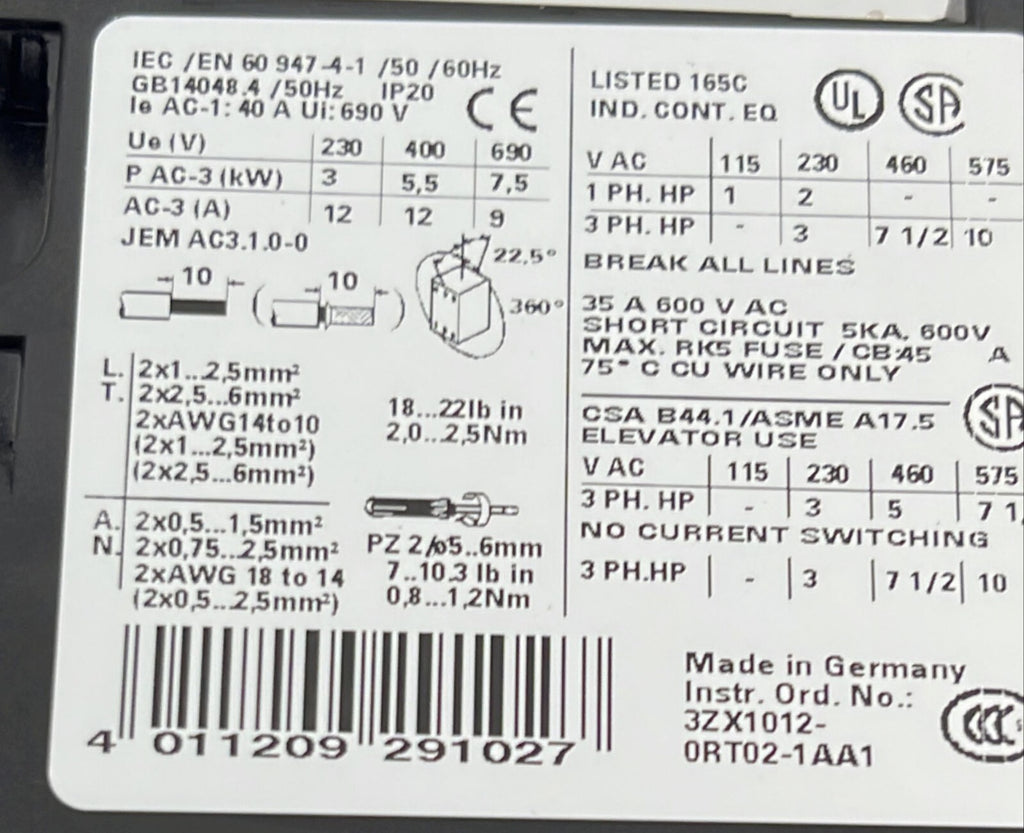 IEC /EN 60 947-4-1 /50 /60Hz
GB14048.4 /50Hz IP20
Ie AC-1: 40 A Ui: 690 V
CE
Ue (V) 230 400 690
P AC-3 (kW) 3 5,5 7,5
AC-3 (A) 12 12 9
JEM AC3.1.0-0
22,5°
360°
10 ( 10 )
L. 2x1...2,5mm²
T. 2x2,5...6mm²
2xAWG14to10
(2x1...2,5mm²)
(2x2,5...6mm²)
18...22lb in
2,0...2,5Nm
A. 2x0,5...1,5mm²
N. 2x0,75...2,5mm²
2xAWG 18 to 14
(2x0,5...2,5mm²)
PZ 2/ø5..6mm
7..10.3 lb in
0,8...1,2Nm
4 011209 291027
LISTED 165C
IND. CONT. EQ
UL SA
V AC 115 230 460 575
1 PH. HP 1 2 - -
3 PH. HP - 3 7 1/2 10
BREAK ALL LINES
35 A 600 V AC
SHORT CIRCUIT 5KA, 600V
MAX. RK5 FUSE / CB:45 A
75° C CU WIRE ONLY
CSA B44.1/ASME A17.5
ELEVATOR USE
SA
V AC 115 230 460 575
3 PH. HP - 3 5 7 1
NO CURRENT SWITCHING
3 PH.HP - 3 7 1/2 10
Made in Germany
Instr. Ord. No.:
3ZX1012-
0RT02-1AA1
CCC